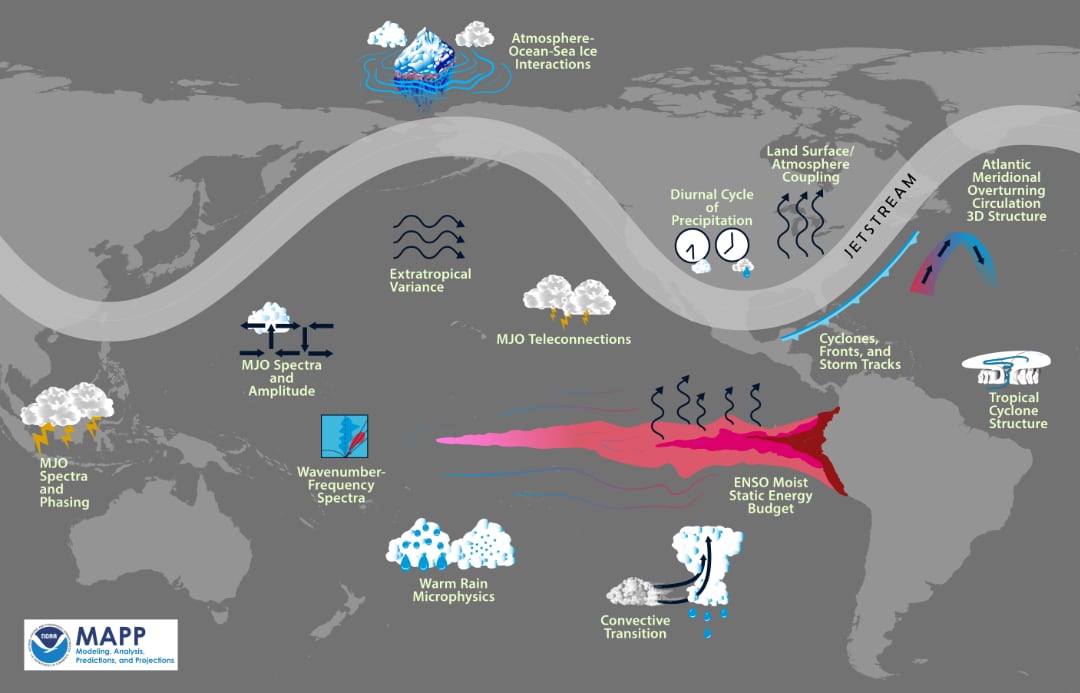 Atmosphere-
Ocean-Sea Ice
Interactions
Land Surface/
Atmosphere
Coupling
Diurnal Cycle
of
Precipitation
JETSTREAM
Atlantic
Meridional
Overturning
Circulation
3D Structure
Extratropical
Variance
MJO Teleconnections
MJO Spectra
and
Amplitude
Cyclones,
Fronts, and
Storm Tracks
Tropical
Cyclone
Structure
MJO
Spectra
and
Phasing
Wavenumber-
Frequency
Spectra
ENSO Moist
Static Energy
Budget
Warm Rain
Microphysics
Convective
Transition
NOAA
MAPP
Modeling, Analysis,
Predictions, and Projections